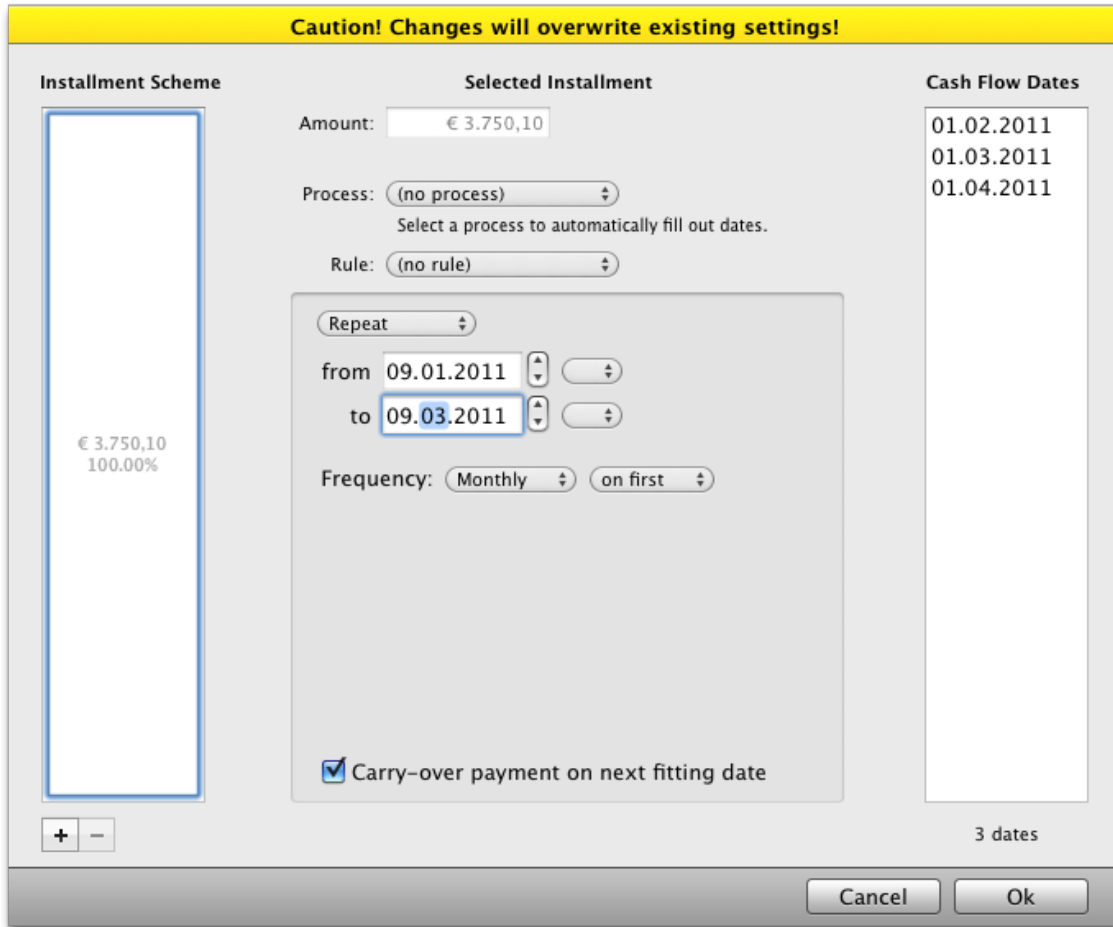 Caution! Changes will overwrite existing settings!
Installment Scheme
€ 3.750,10
100.00%
+ −
Selected Installment
Amount: € 3.750,10
Process: (no process)
Select a process to automatically fill out dates.
Rule: (no rule)
Repeat
from 09.01.2011
to 09.03.2011
Frequency: Monthly on first
Carry-over payment on next fitting date
Cash Flow Dates
01.02.2011
01.03.2011
01.04.2011
3 dates
Cancel Ok